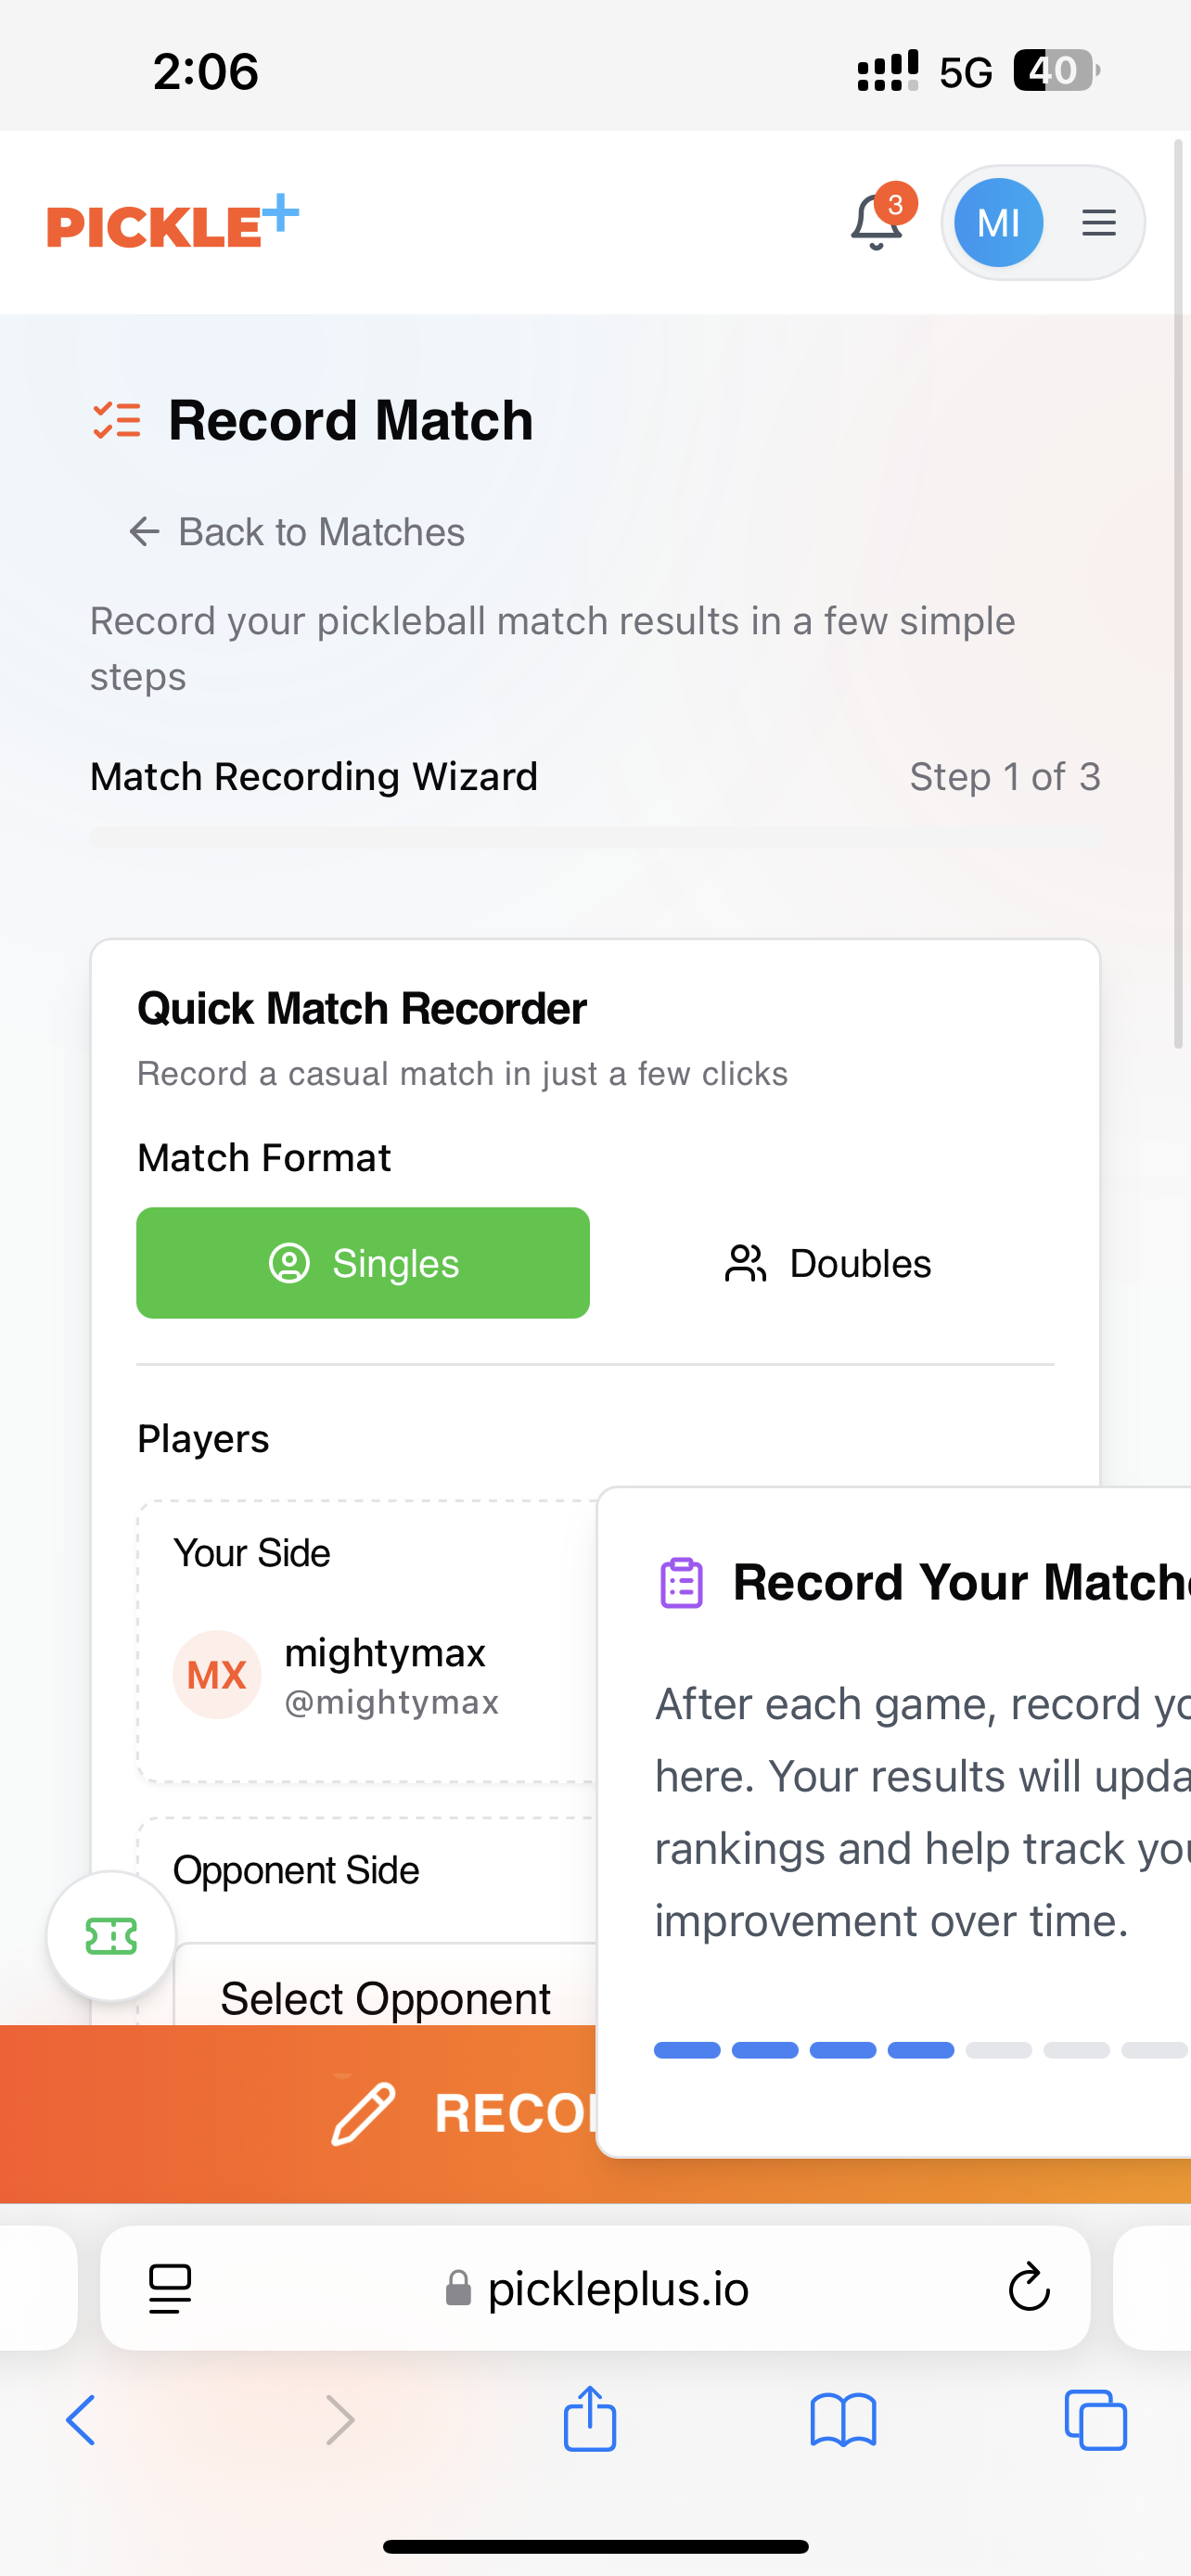 2:06
5G
40
PICKLE+
3
MI
Record Match
Back to Matches
Record your pickleball match results in a few simple
steps
Match Recording Wizard
Step 1 of 3
Quick Match Recorder
Record a casual match in just a few clicks
Match Format
Singles
Doubles
Players
Your Side
MX
mightymax
@mightymax
Opponent Side
Select Opponent
Record Your Match
After each game, record
here. Your results will
rankings and help track
improvement over time.
pickleplus.io